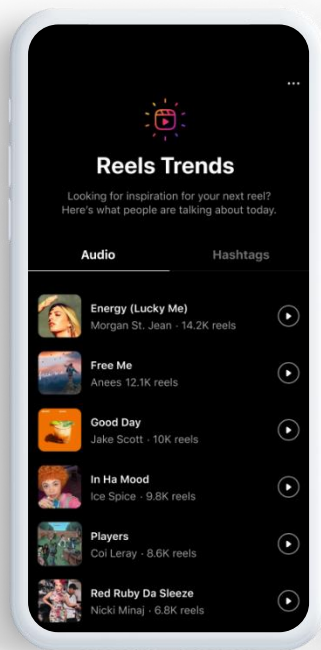 ...
Reels Trends
Looking for inspiration for your next reel?
Here's what people are talking about today.
Audio
Hashtags
Energy (Lucky Me)
Morgan St. Jean · 14.2K reels
Free Me
Anees 12.1K reels
Good Day
Jake Scott · 10K reels
In Ha Mood
Ice Spice · 9.8K reels
Players
Coi Leray · 8.6K reels
Red Ruby Da Sleeze
Nicki Minaj · 6.8K reels